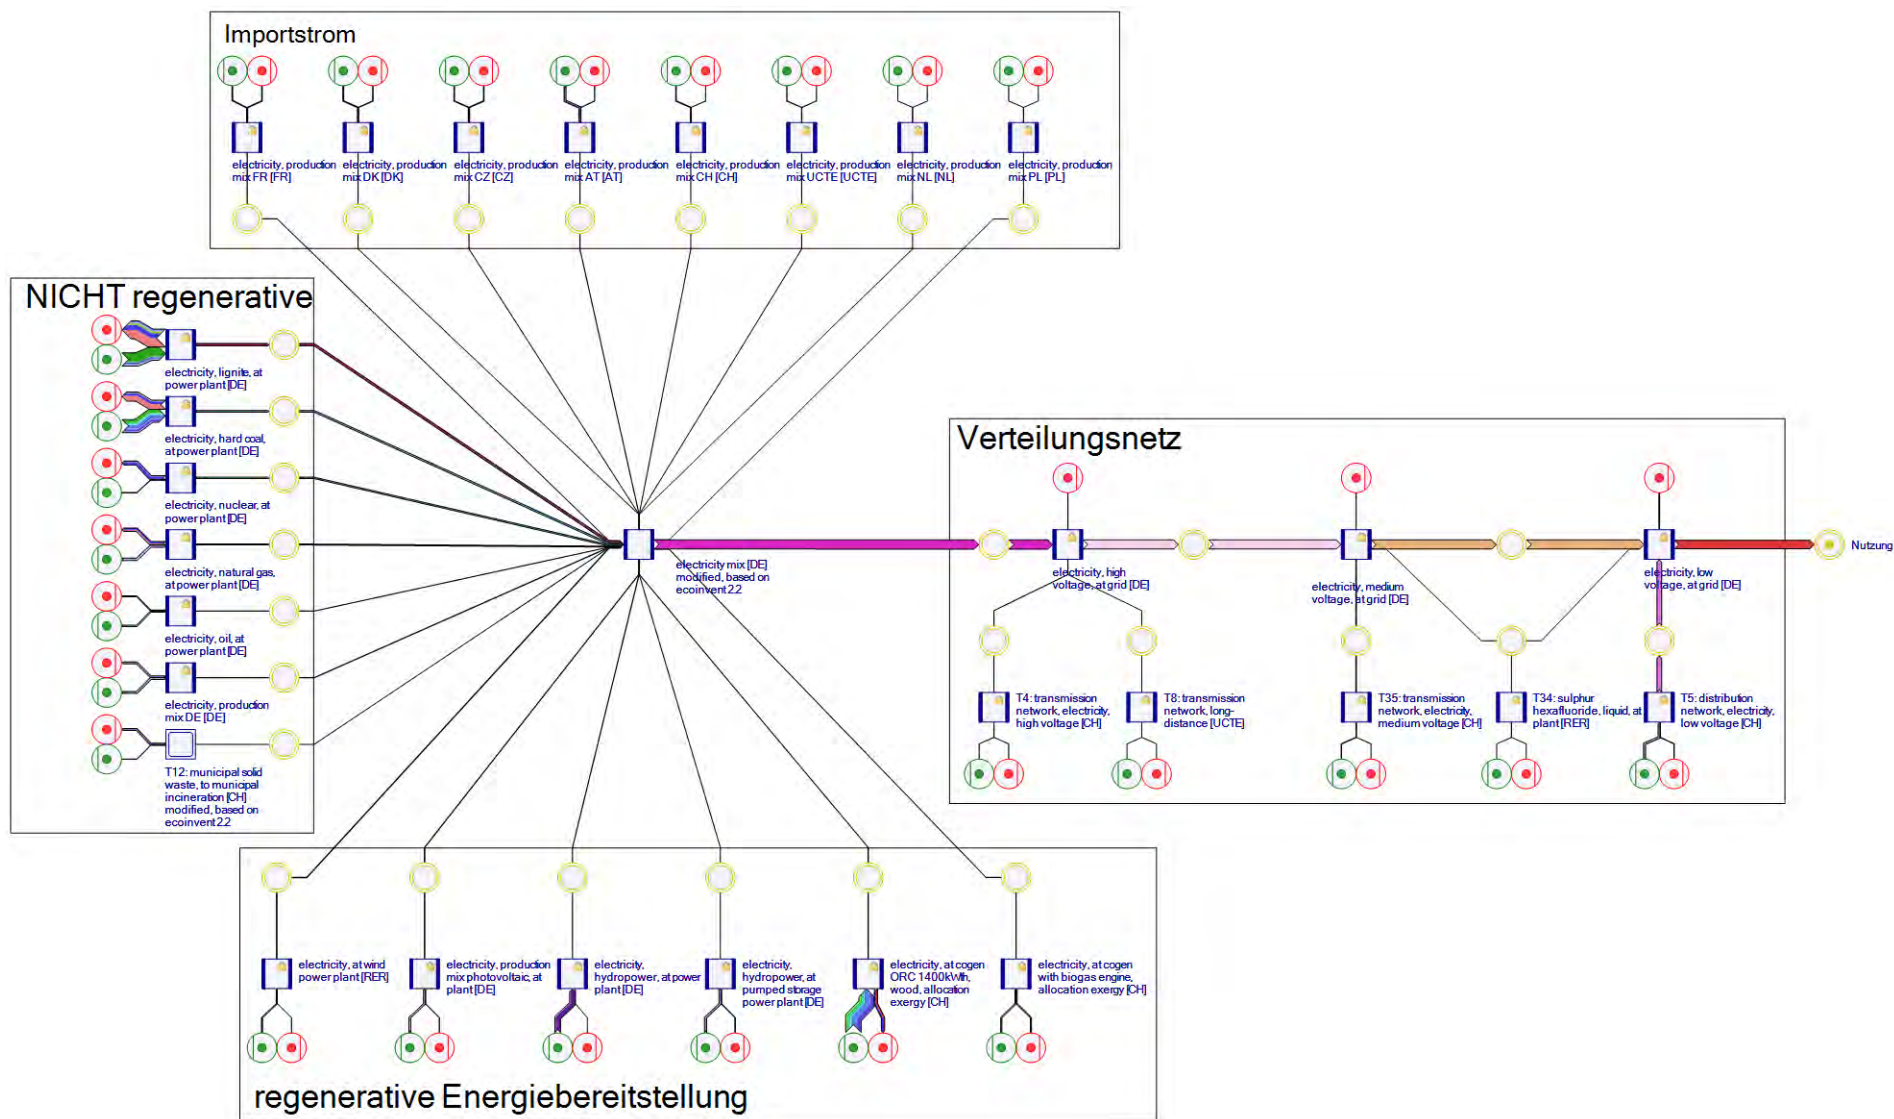 Importstrom
electricity, production
mix FR [FR]
electricity, production
mix DK [DK]
electricity, production
mix CZ [CZ]
electricity, production
mix AT [AT]
electricity, production
mix CH [CH]
electricity, production
mix UCTE [UCTE]
electricity, production
mix NL [NL]
electricity, production
mix PL [PL]
NICHT regenerative
electricity, lignite, at
power plant [DE]
electricity, hard coal,
at power plant [DE]
electricity, nuclear, at
power plant [DE]
electricity, natural gas,
at power plant [DE]
electricity, oil, at
power plant [DE]
electricity, production
mix DE [DE]
T12: municipal solid
waste, to municipal
incineration [CH]
modified, based on
ecoinvent 2.2
electricity mix [DE]
modified, based on
ecoinvent 2.2
Verteilungsnetz
electricity, high
voltage, at grid [DE]
electricity, medium
voltage, at grid [DE]
electricity, low
voltage, at grid [DE]
Nutzung
T4: transmission
network, electricity,
high voltage [CH]
T8: transmission
network, long-
distance [UCTE]
T35: transmission
network, electricity,
medium voltage [CH]
T34: sulphur
hexafluoride, liquid, at
plant [RER]
T5: distribution
network, electricity,
low voltage [CH]
electricity, at wind
power plant [RER]
electricity, production
mix photovoltaic, at
plant [DE]
electricity,
hydropower, at power
plant [DE]
electricity,
hydropower, at
pumped storage
power plant [DE]
electricity, at cogen
ORC 1400kWth,
wood, allocation
exergy [CH]
electricity, at cogen
with biogas engine,
allocation exergy [CH]
regenerative Energiebereitstellung